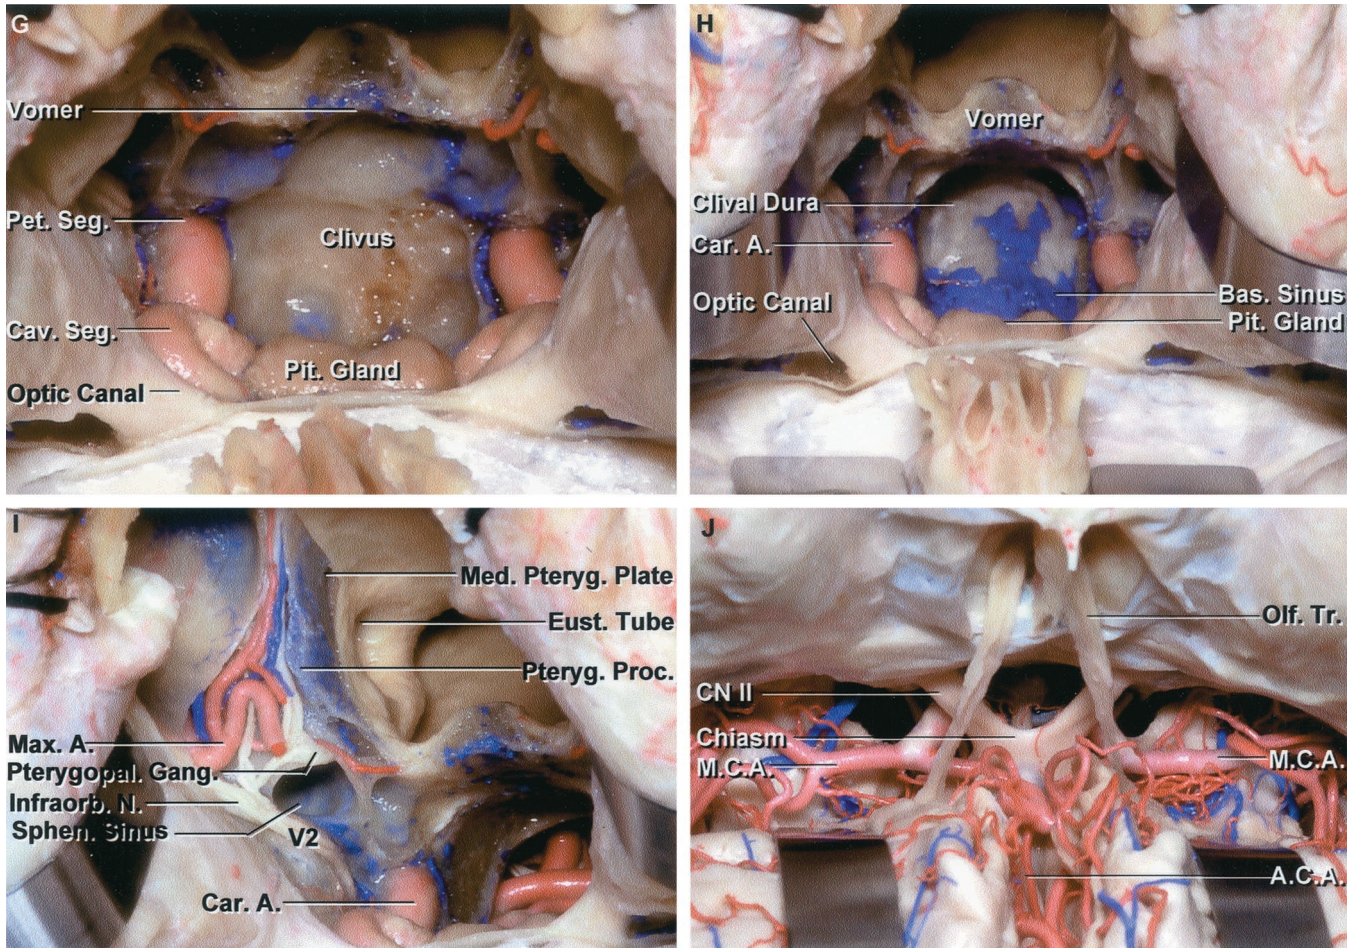 G
Vomer
Pet. Seg.
Clivus
Cav. Seg.
Pit. Gland
Optic Canal
H
Vomer
Clival Dura
Car. A.
Optic Canal
Bas. Sinus
Pit. Gland
I
Med. Pteryg. Plate
Eust. Tube
Pteryg. Proc.
Max. A.
Pterygopal. Gang.
Infraorb. N.
Sphen. Sinus
V2
Car. A.
J
Olf. Tr.
CN II
Chiasm
M.C.A.
M.C.A.
A.C.A.